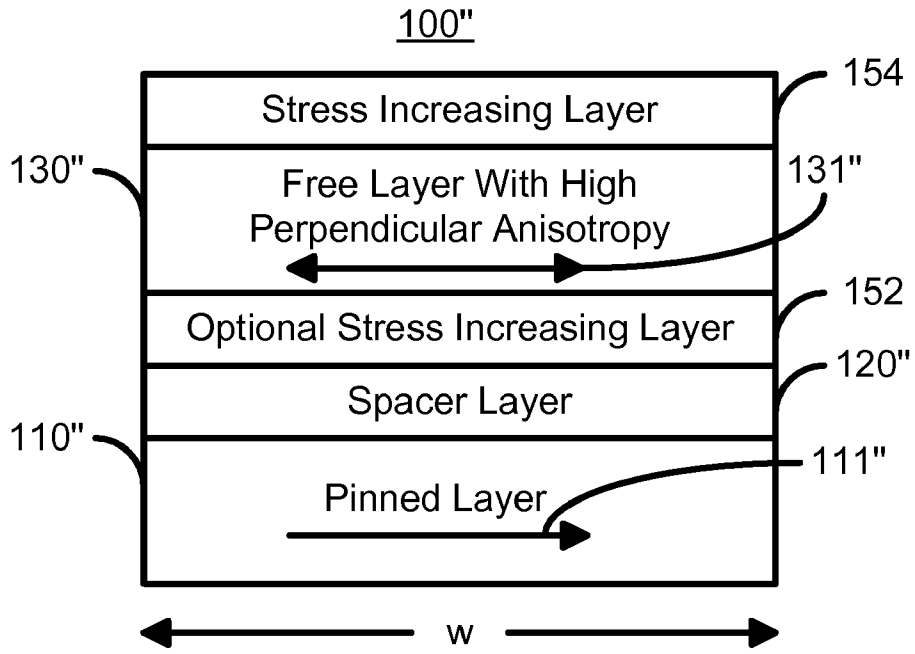 100"
154
Stress Increasing Layer
130"
Free Layer With High
Perpendicular Anisotropy
131"
152
Optional Stress Increasing Layer
120"
Spacer Layer
110"
111"
Pinned Layer
w